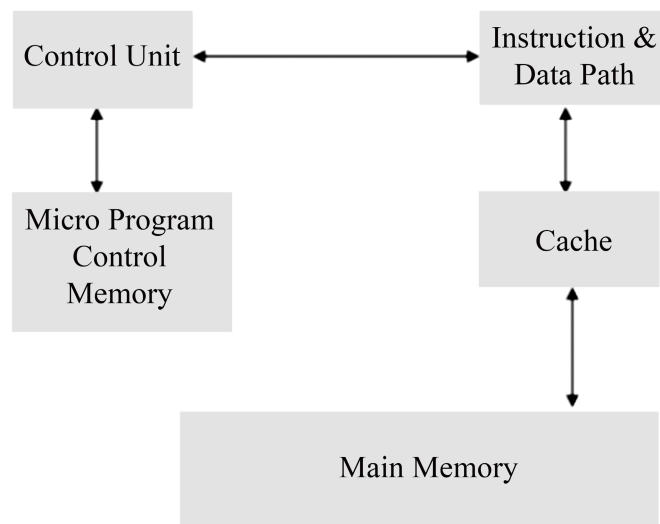 Control Unit
Instruction &
Data Path
Micro Program
Control
Memory
Cache
Main Memory